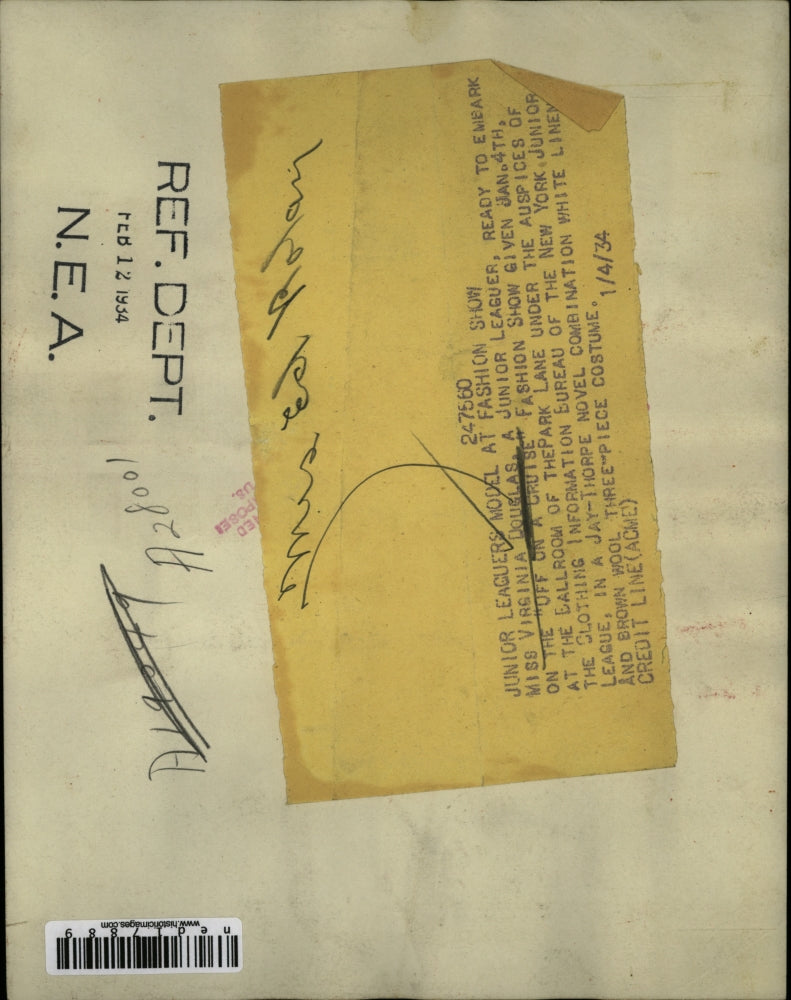 247560
JUNIOR LEAGUERS MODEL AT FASHION SHOW
MISS VIRGINIA DOUGLAS, A JUNIOR LEAGUER, READY TO EMBARK
ON THE "OFF ON A CRUISE" FASHION SHOW GIVEN JAN.4TH,
AT THE BALLROOM OF THEPARK LANE UNDER THE AUSPICES OF
THE CLOTHING INFORMATION BUREAU OF THE NEW YORK JUNIOR
LEAGUE, IN A JAY-THORPE NOVEL COMBINATION WHITE LINEN
AND BROWN WOOL THREE-PIECE COSTUME.
CREDIT LINE(ACME) 1/4/34
REF. DEPT.
FEB 12 1934
N.E.A.
www.historicimages.com
ned17889